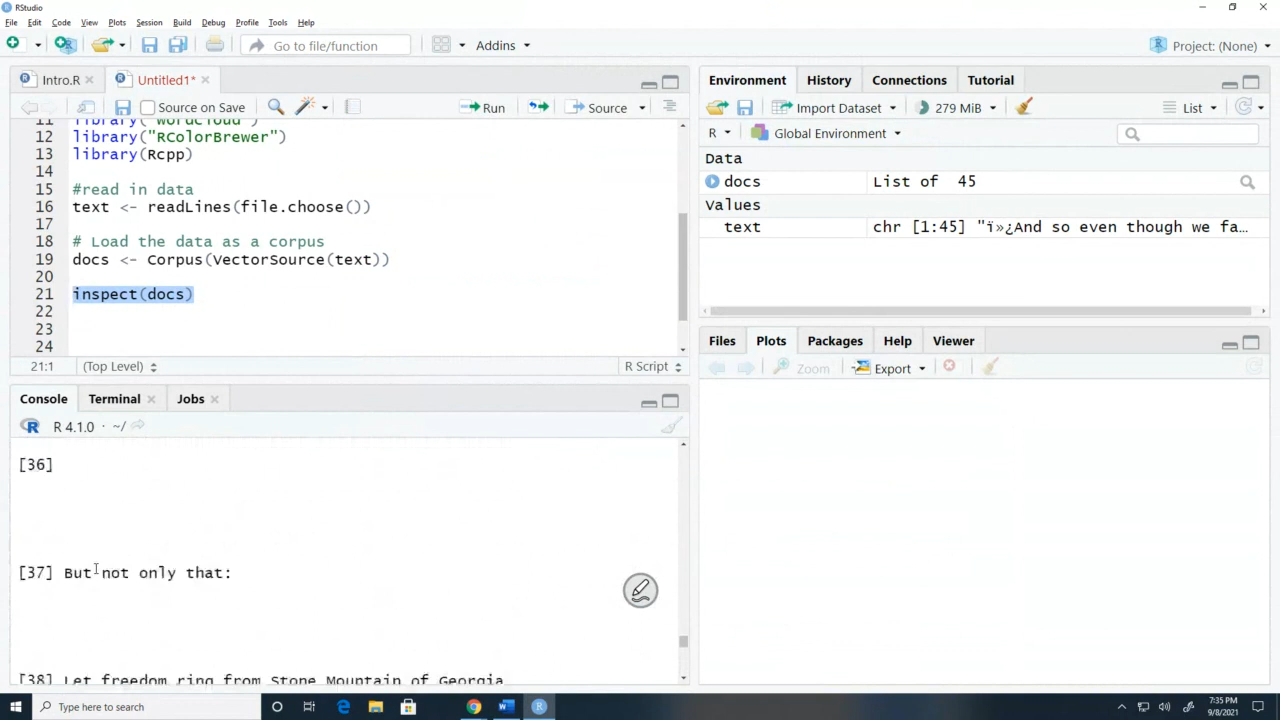 RStudio
File Edit Code View Plots Session Build Debug Profile Tools Help
Go to file/function
Addins
Project: (None)
Intro.R
Untitled1*
Source on Save
Run
Source
11 library("wordcloud")
12 library("RColorBrewer")
13 library(Rcpp)
14
15 #read in data
16 text <- readLines(file.choose())
17
18 # Load the data as a corpus
19 docs <- Corpus(VectorSource(text))
20
21 inspect(docs)
22
23
24
21:1 (Top Level) R Script
Console Terminal Jobs
R 4.1.0 · ~/
[36]
[37] But not only that:
[38] Let freedom ring from Stone Mountain of Georgia
Environment History Connections Tutorial
Import Dataset 279 MiB List
R Global Environment
Data
docs List of 45
Values
text chr [1:45] "ï»¿And so even though we fa…
Files Plots Packages Help Viewer
Zoom Export
Type here to search
7:35 PM
9/8/2021